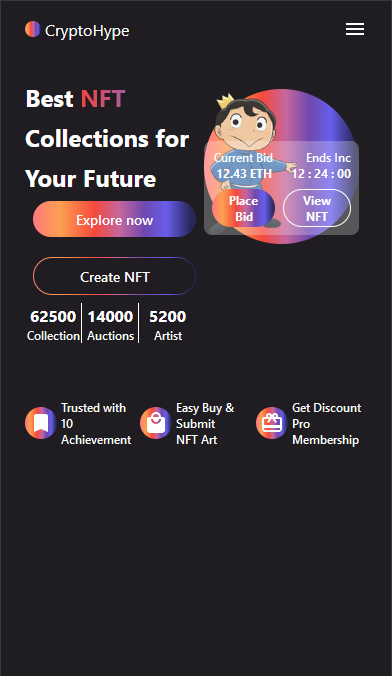 CryptoHype
Best NFT
Collections for
Your Future
Explore now
Create NFT
Current Bid
12.43 ETH
Ends Inc
12 : 24 : 00
Place
Bid
View
NFT
62500
Collection
14000
Auctions
5200
Artist
Trusted with
10
Achievement
Easy Buy &
Submit
NFT Art
Get Discount
Pro
Membership